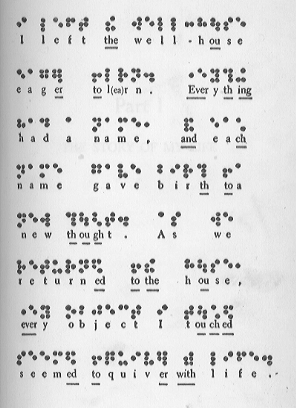 I left the well-house
eager to l(ea)rn. Everything
had a name, and each
name gave birth to a
new thought. As we
returned to the house,
every object I touched
seemed to quiver with life.